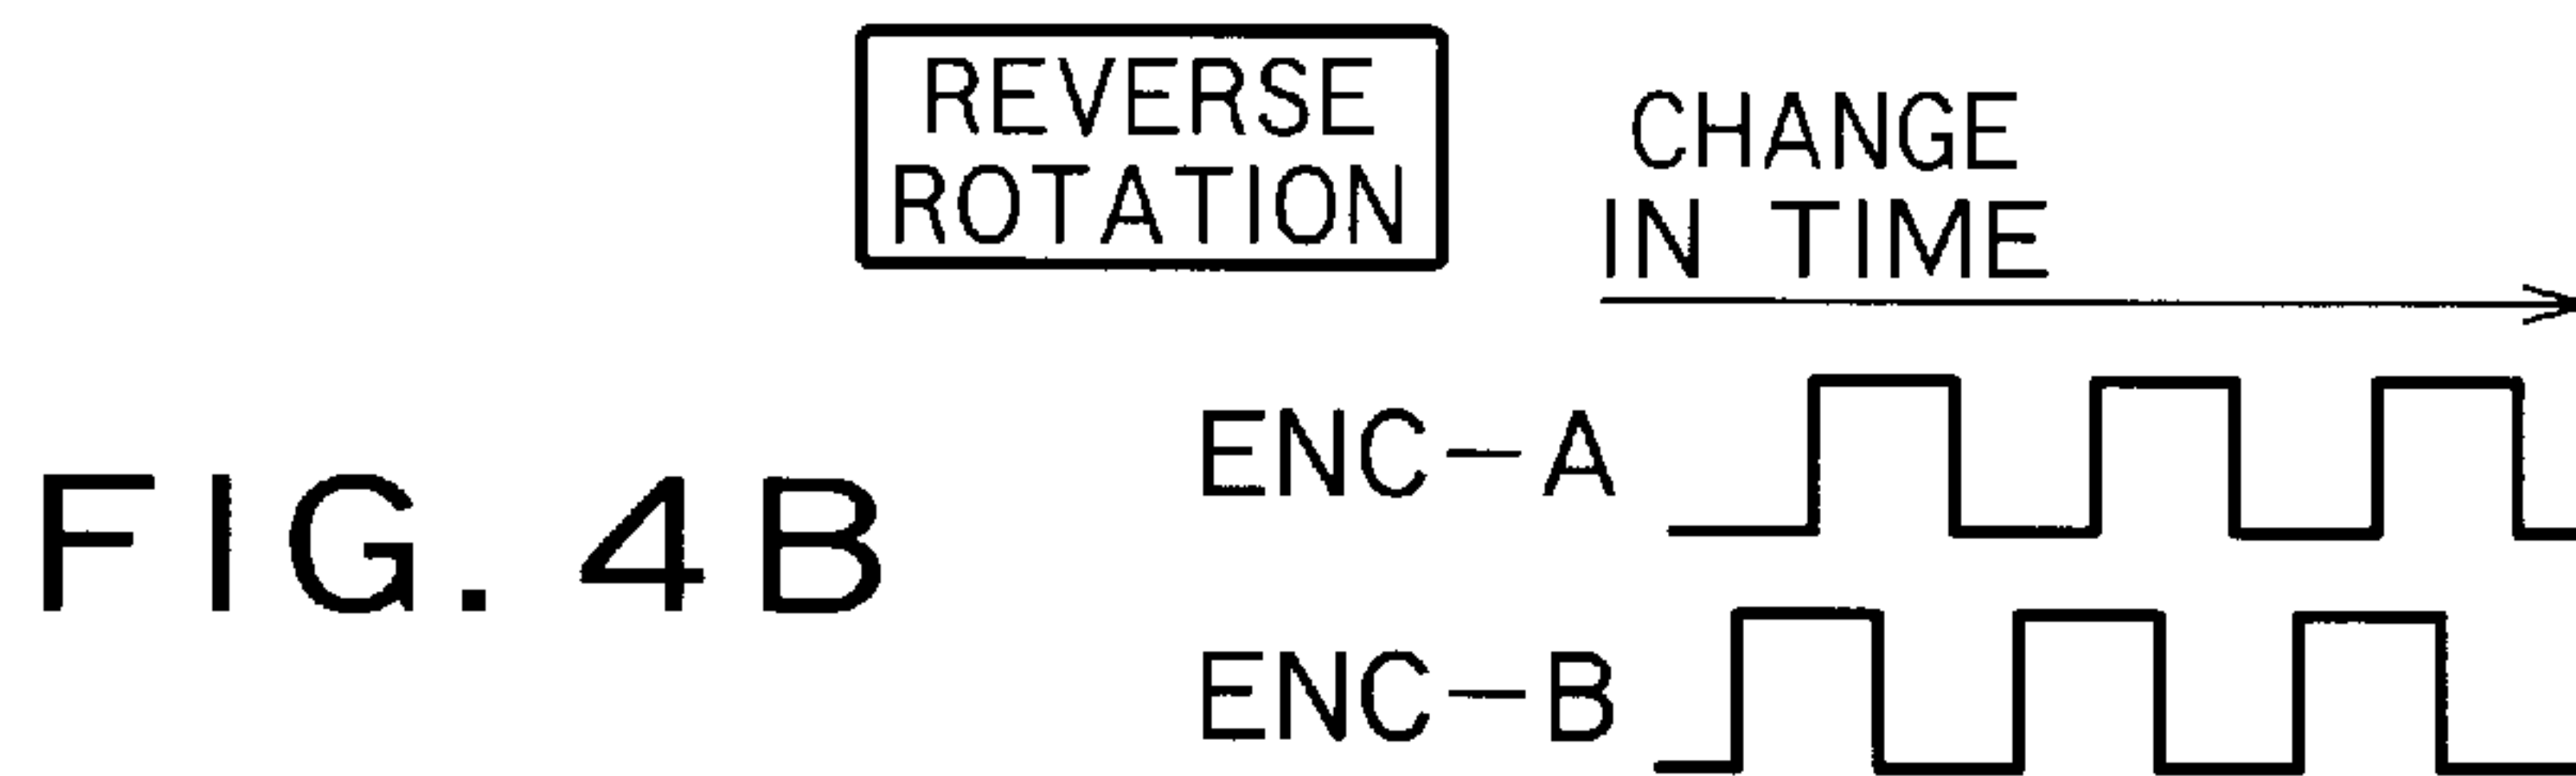 REVERSE
ROTATION
CHANGE
IN TIME
ENC-A
FIG. 4B
ENC-B